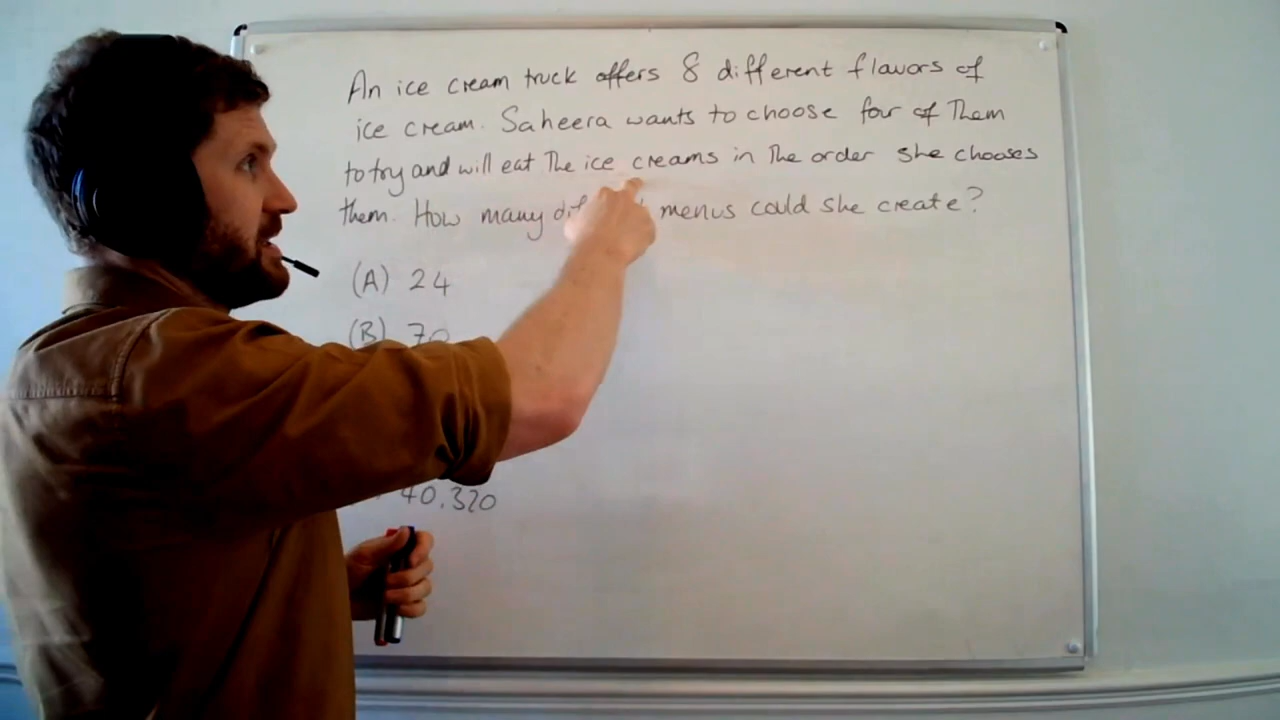 An ice cream truck offers 8 different flavors of
ice cream. Saheera wants to choose four of them
to try and will eat the ice creams in the order she chooses
them. How many menus could she create?
(A) 24
(B) 70
40,320